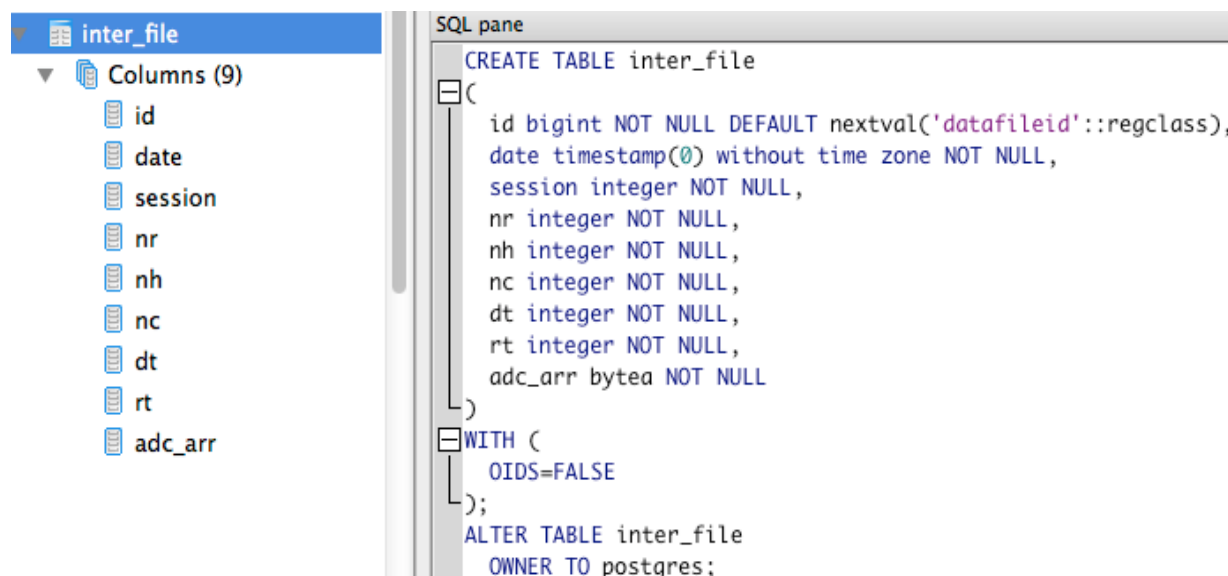 inter_file
Columns (9)
id
date
session
nr
nh
nc
dt
rt
adc_arr
SQL pane
CREATE TABLE inter_file
(
id bigint NOT NULL DEFAULT nextval('datafileid'::regclass),
date timestamp(0) without time zone NOT NULL,
session integer NOT NULL,
nr integer NOT NULL,
nh integer NOT NULL,
nc integer NOT NULL,
dt integer NOT NULL,
rt integer NOT NULL,
adc_arr bytea NOT NULL
)
WITH (
OIDS=FALSE
);
ALTER TABLE inter_file
OWNER TO postgres;